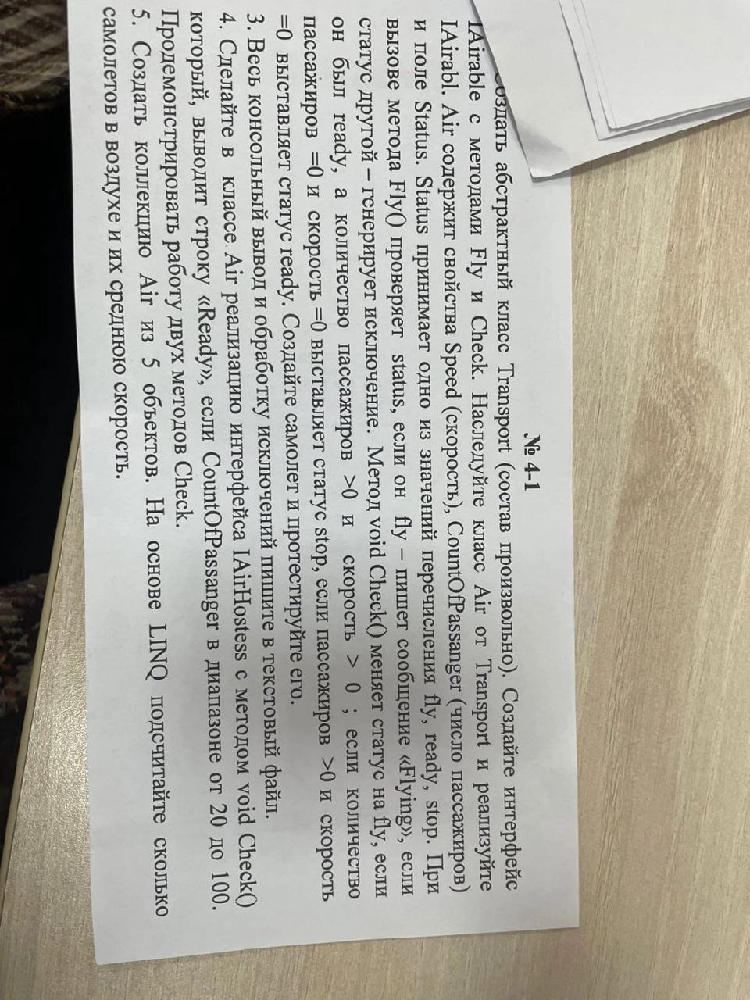 № 4-1
создать абстрактный класс Transport (состав произвольно). Создайте интерфейс
IAirable с методами Fly и Check. Наследуйте класс Air от Transport и реализуйте
IAirabl. Air содержит свойства Speed (скорость), CountOfPassanger (число пассажиров)
и поле Status. Status принимает одно из значений перечисления fly, ready, stop. При
вызове метода Fly() проверяет status, если он fly – пишет сообщение «Flying», если
статус другой – генерирует исключение. Метод void Check() меняет статус на fly, если
он был ready, а количество пассажиров >0 и скорость > 0 ; если количество
пассажиров =0 и скорость =0 выставляет статус stop, если пассажиров >0 и скорость
=0 выставляет статус ready. Создайте самолет и протестируйте его.
3. Весь консольный вывод и обработку исключений пишите в текстовый файл.
4. Сделайте в классе Air реализацию интерфейса IAirHostess с методом void Check()
который, выводит строку «Ready», если CountOfPassanger в диапазоне от 20 до 100.
Продемонстрировать работу двух методов Check.
5. Создать коллекцию Air из 5 объектов. На основе LINQ подсчитайте сколько
самолетов в воздухе и их среднюю скорость.